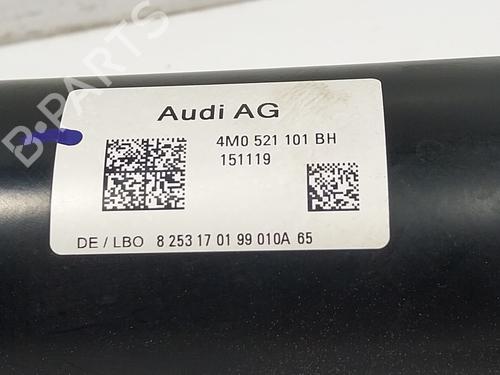 B-PARTS
Audi AG
4M0 521 101 BH
151119
DE / LBO 8 253 17 01 99 010A 65